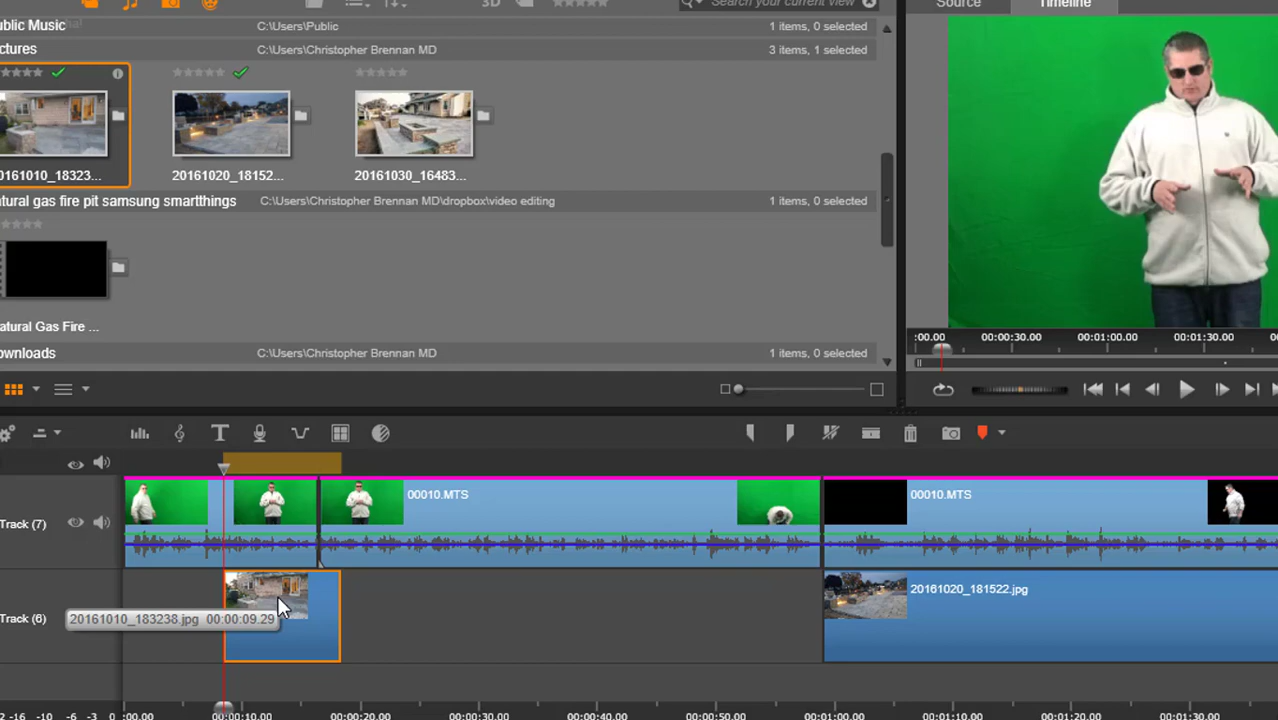 3D
Search your current view
Source
Timeline
ublic Music
C:\Users\Public
1 items, 0 selected
ctures
C:\Users\Christopher Brennan MD
3 items, 1 selected
0161010_18323...
20161020_18152...
20161030_16483...
atural gas fire pit samsung smartthings
C:\Users\Christopher Brennan MD\dropbox\video editing
1 items, 0 selected
atural Gas Fire ...
ownloads
C:\Users\Christopher Brennan MD
1 items, 0 selected
:00.00
00:00:30.00
00:01:00.00
00:01:30.00
00:0
T
Track (7)
00010.MTS
00010.MTS
Track (6)
20161010_183238.jpg 00:00:09.29
20161020_181522.jpg
2 -16 -10 -6 -3 0
:00.00
00:00:10.00
00:00:20.00
00:00:30.00
00:00:40.00
00:00:50.00
00:01:00.00
00:01:10.00
00:01:20.00
00:01:30.00